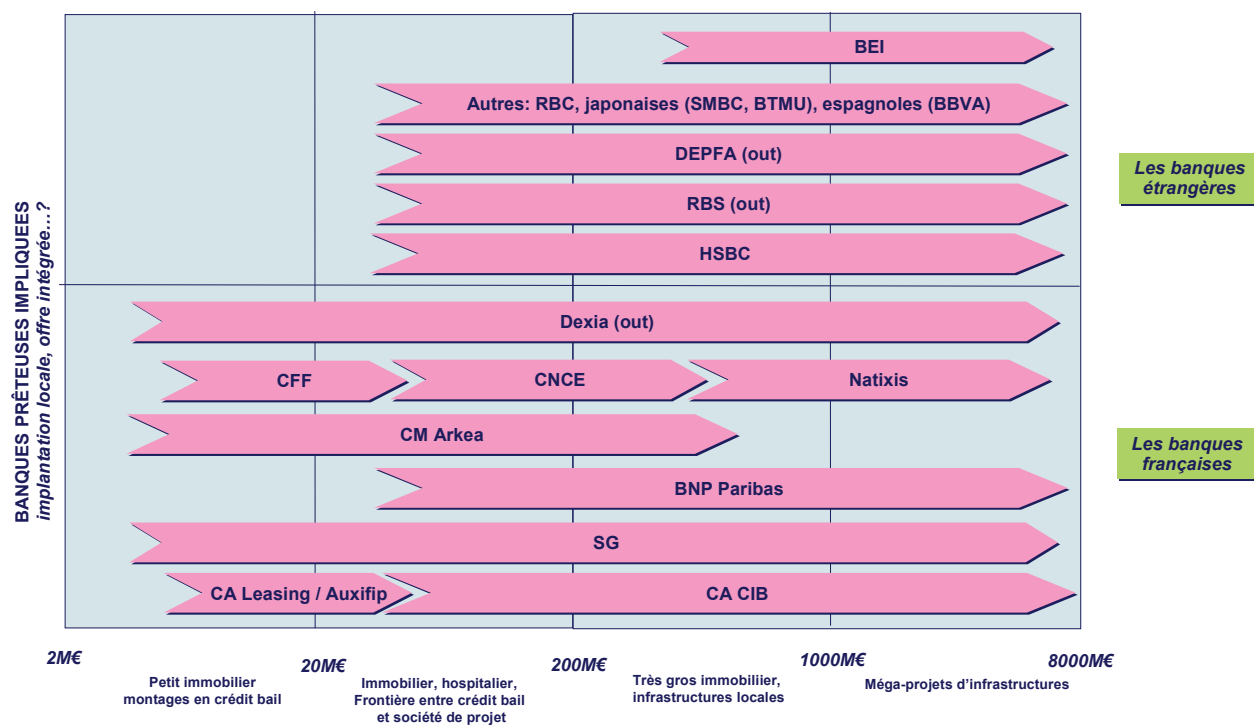 BANQUES PRÊTEUSES IMPLIQUEES
implantation locale, offre intégrée…?
BEI
Autres: RBC, japonaises (SMBC, BTMU), espagnoles (BBVA)
DEPFA (out)
RBS (out)
HSBC
Les banques
étrangères
Dexia (out)
CFF
CNCE
Natixis
CM Arkea
BNP Paribas
SG
CA Leasing / Auxifip
CA CIB
Les banques
françaises
2M€
20M€
200M€
1000M€
8000M€
Petit immobilier
montages en crédit bail
Immobilier, hospitalier,
Frontière entre crédit bail
et société de projet
Très gros immobiliier,
infrastructures locales
Méga-projets d’infrastructures